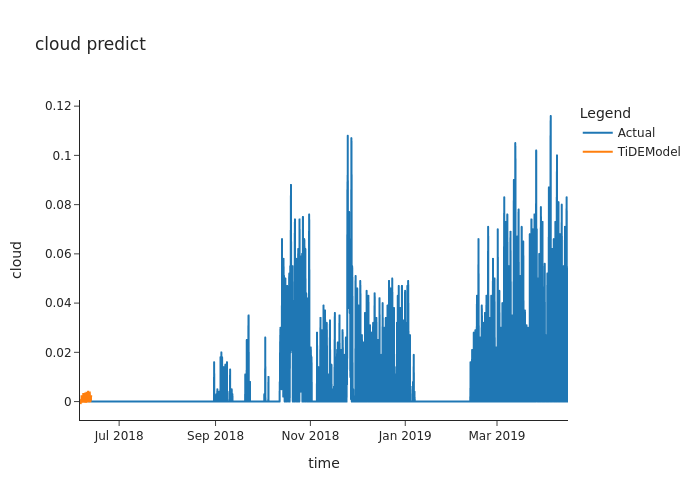 cloud predict
Legend
Actual
TiDEModel
0.12
0.1
0.08
0.06
0.04
0.02
0
cloud
Jul 2018
Sep 2018
Nov 2018
Jan 2019
Mar 2019
time